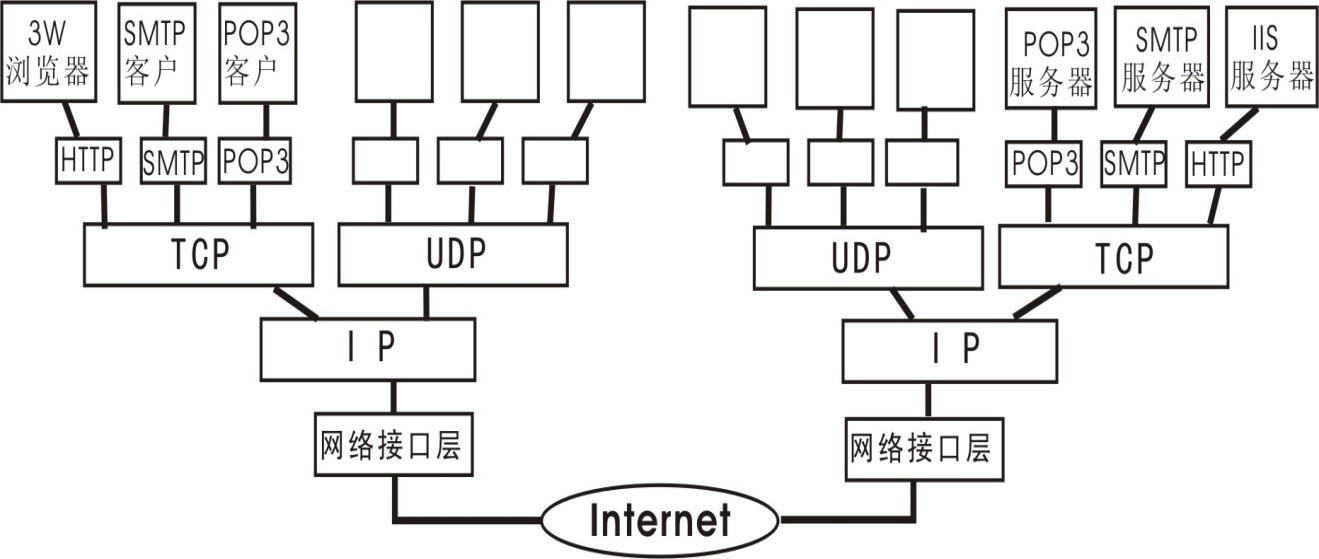 3W
浏览器
SMTP
客户
POP3
客户
POP3
服务器
SMTP
服务器
IIS
服务器
HTTP
SMTP
POP3
POP3
SMTP
HTTP
TCP
UDP
UDP
TCP
I P
I P
网络接口层
网络接口层
Internet